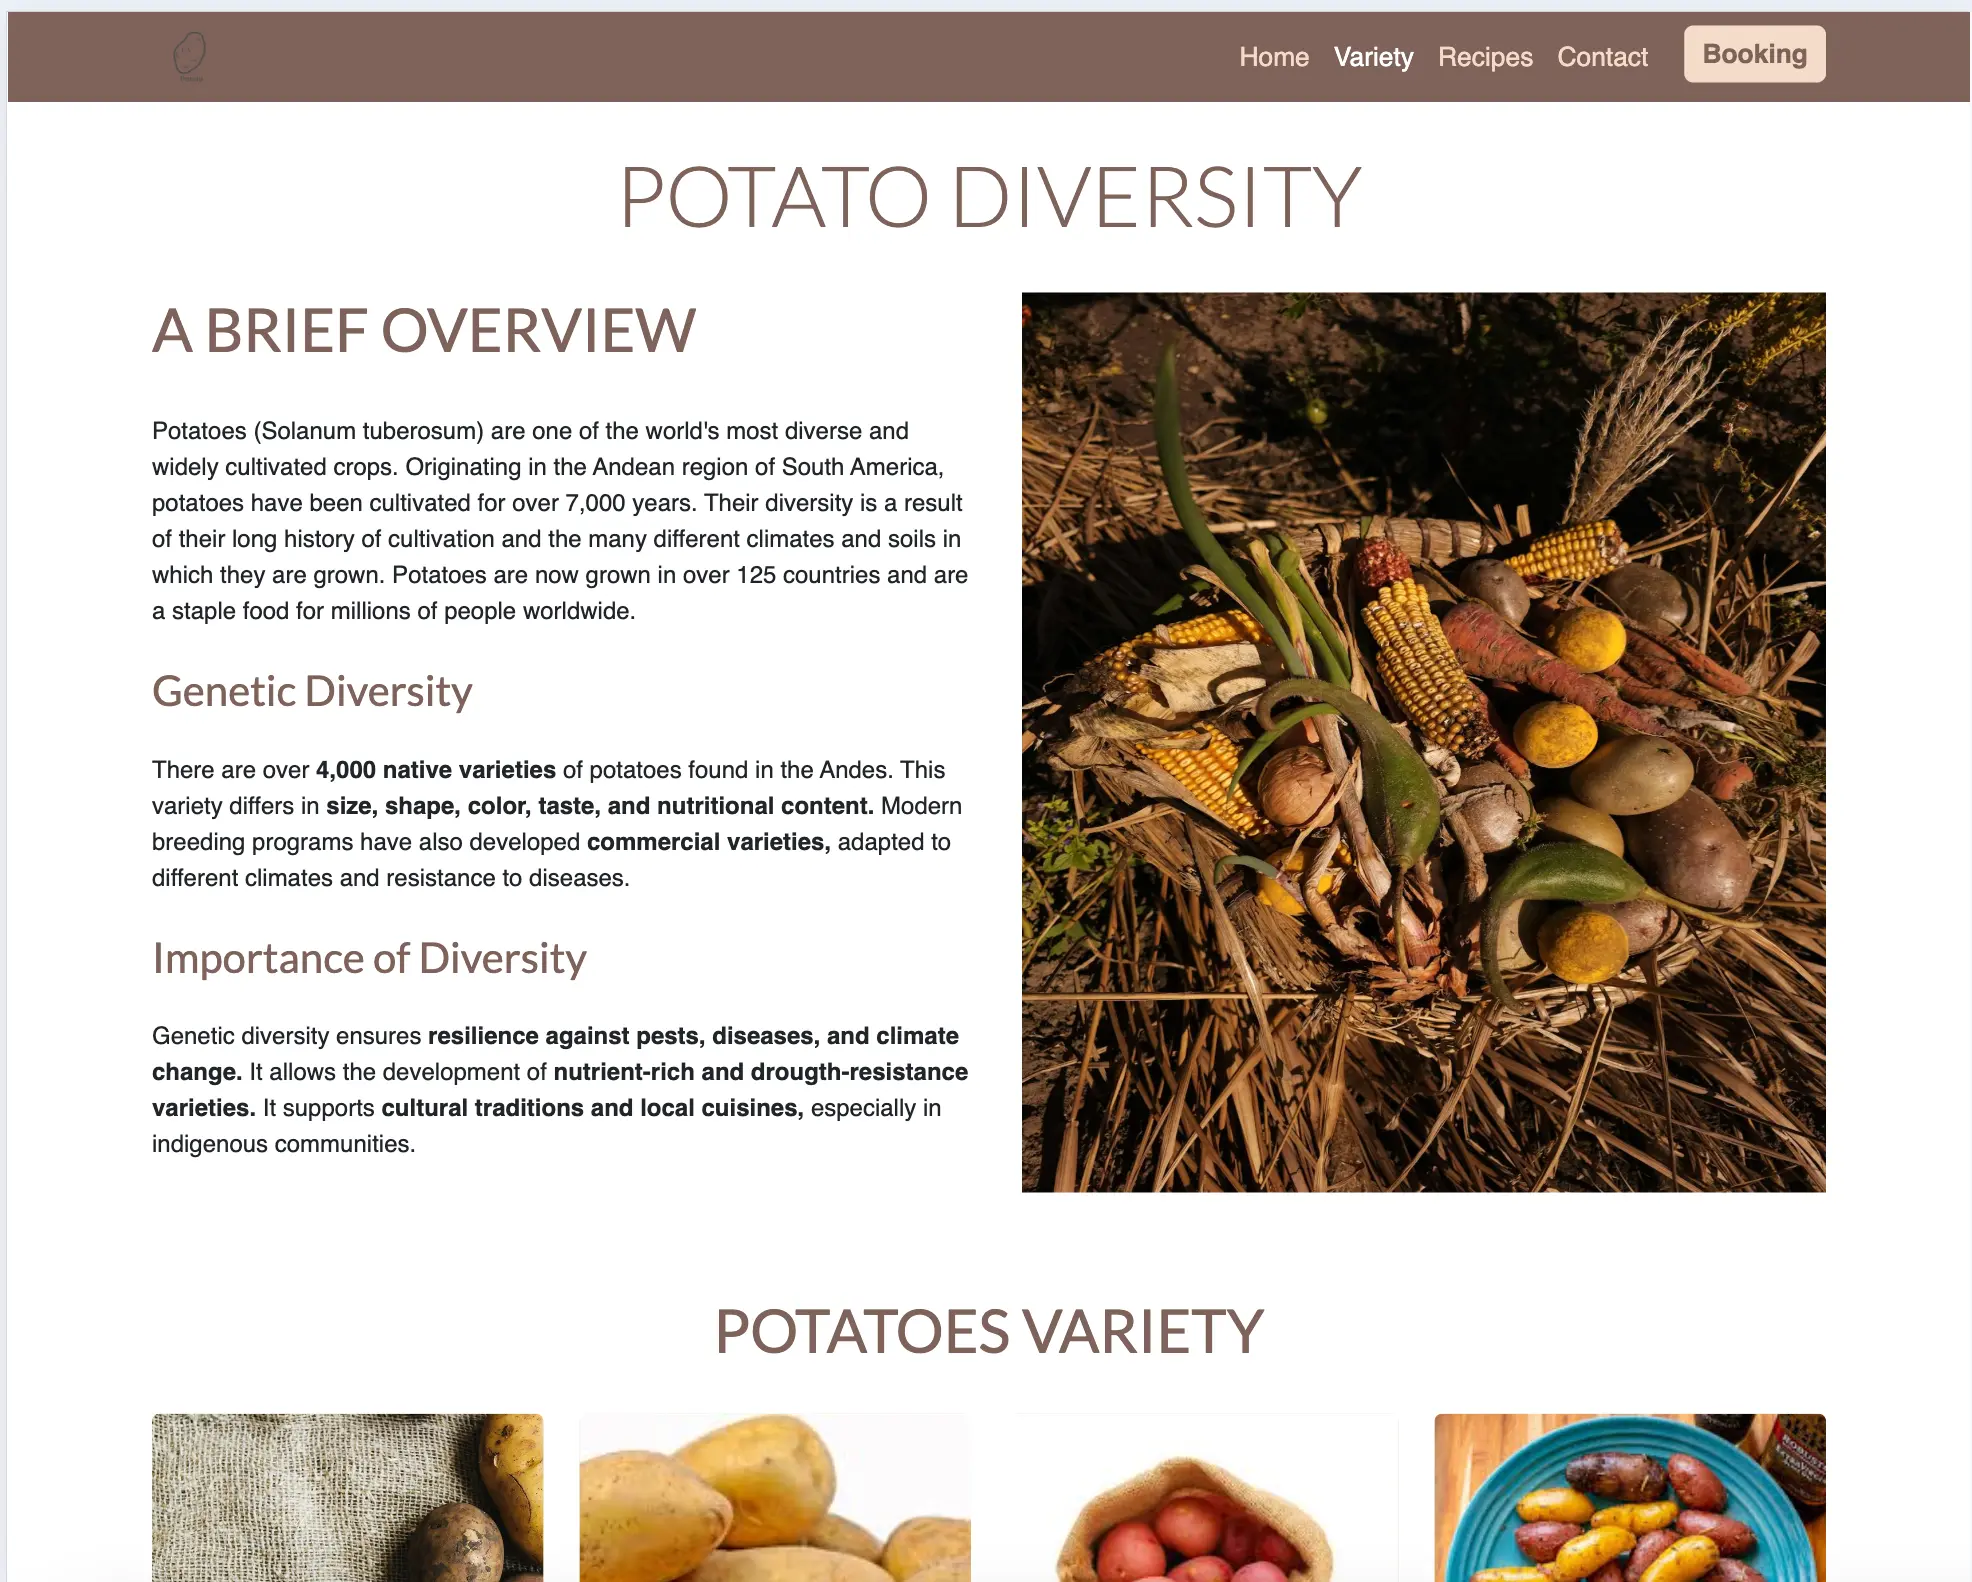 Home Variety Recipes Contact Booking
POTATO DIVERSITY
A BRIEF OVERVIEW
Potatoes (Solanum tuberosum) are one of the world's most diverse and
widely cultivated crops. Originating in the Andean region of South America,
potatoes have been cultivated for over 7,000 years. Their diversity is a result
of their long history of cultivation and the many different climates and soils in
which they are grown. Potatoes are now grown in over 125 countries and are
a staple food for millions of people worldwide.
Genetic Diversity
There are over 4,000 native varieties of potatoes found in the Andes. This
variety differs in size, shape, color, taste, and nutritional content. Modern
breeding programs have also developed commercial varieties, adapted to
different climates and resistance to diseases.
Importance of Diversity
Genetic diversity ensures resilience against pests, diseases, and climate
change. It allows the development of nutrient-rich and drougth-resistance
varieties. It supports cultural traditions and local cuisines, especially in
indigenous communities.
POTATOES VARIETY